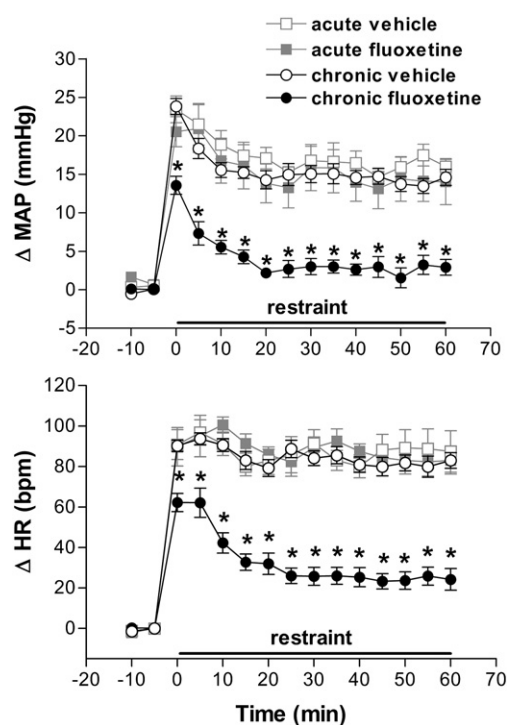 acute vehicle
acute fluoxetine
chronic vehicle
chronic fluoxetine
Δ MAP (mmHg)
30
25
20
15
10
5
0
-5
* * * * * * * * * * * * *
restraint
-20 -10 0 10 20 30 40 50 60 70
Δ HR (bpm)
120
100
80
60
40
20
0
* * * * * * * * * * * * *
restraint
-20 -10 0 10 20 30 40 50 60 70
Time (min)